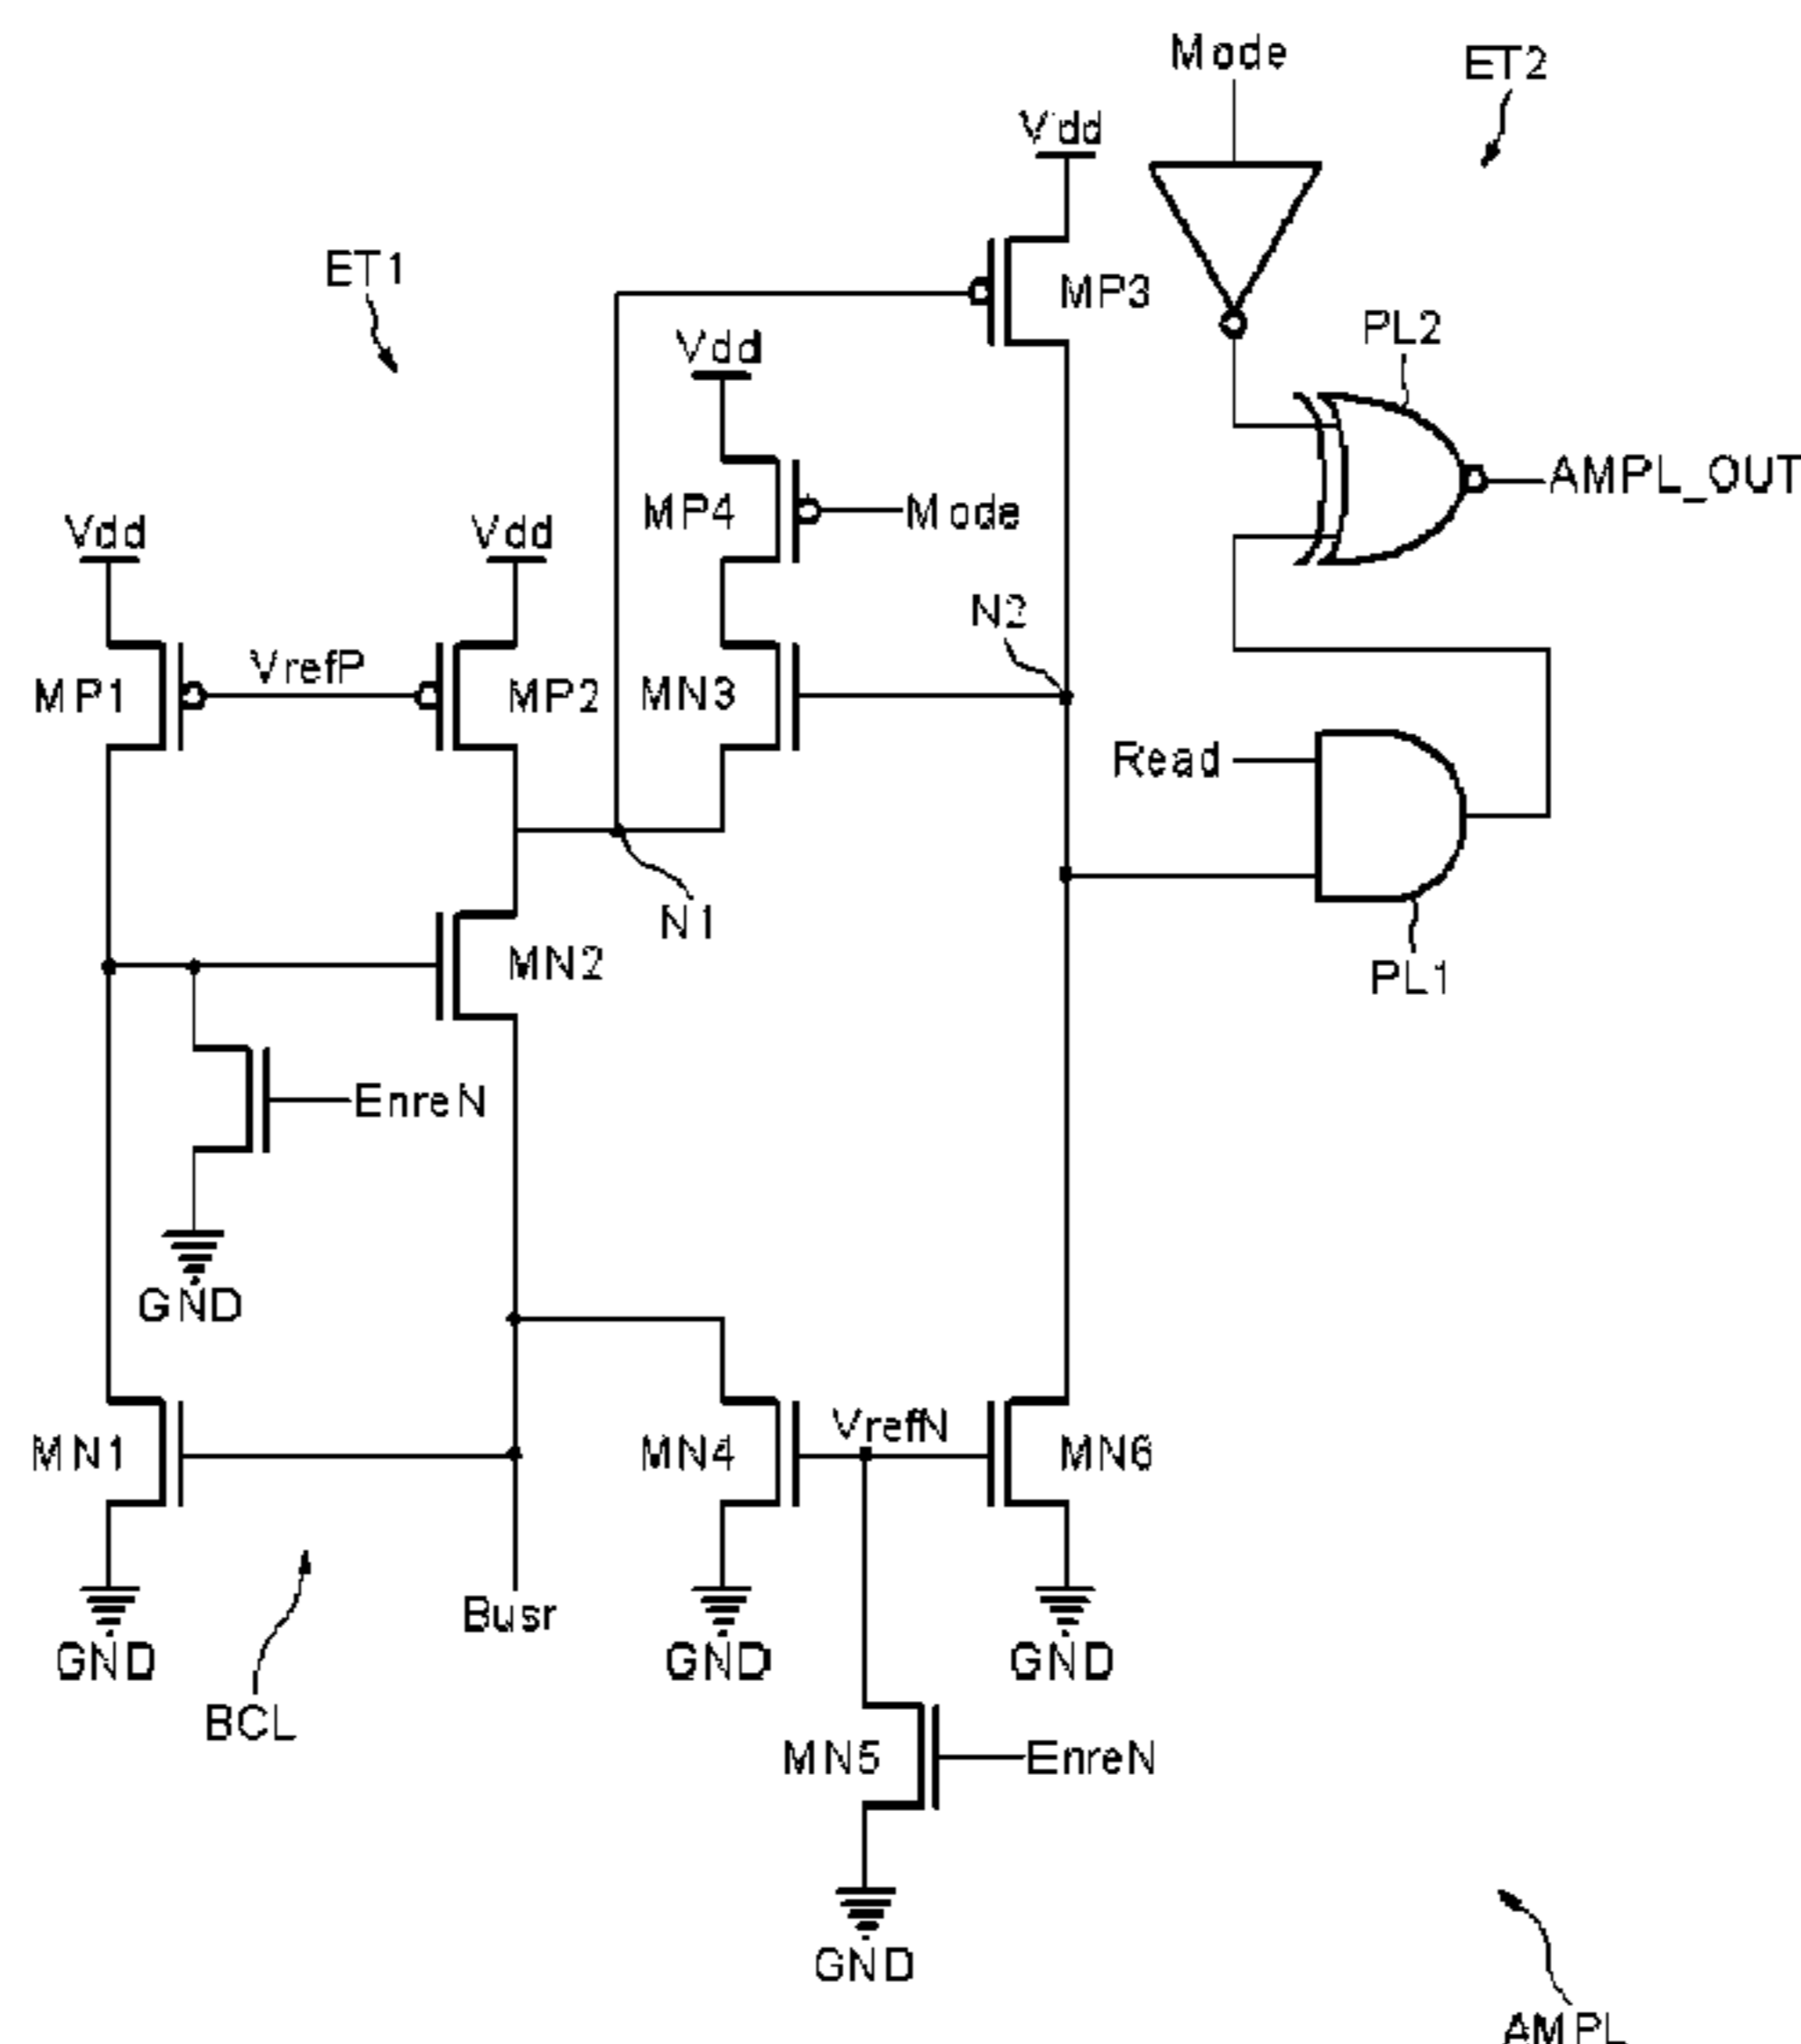 Mode
ET2
Vdd
ET1
MP3
PL2
Vdd
MP4
Mode
AMPL_OUT
Vdd
Vdd
N2
VrefP
MP1
MP2
MN3
Read
N1
MN2
PL1
EnreN
GND
VrefN
MN1
MN4
MN6
Busr
GND
GND
GND
BCL
MN5
EnreN
GND
AMPL